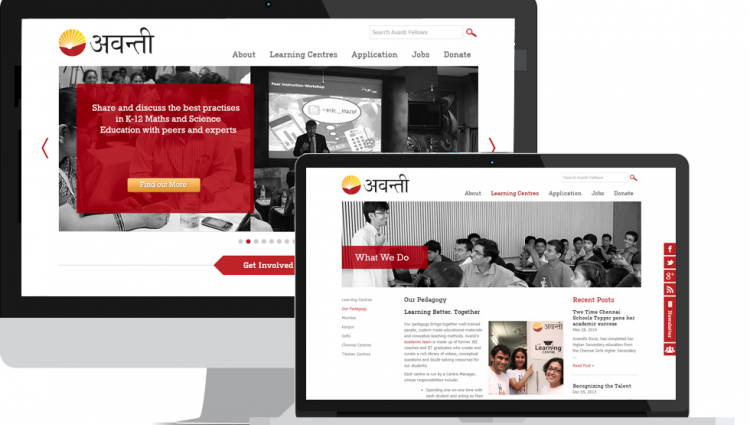 अवन्ती
Search Avanti Fellows
About Learning Centres Application Jobs Donate
Peer Instruction Workshop
Share and discuss the best practises
in K-12 Maths and Science
Education with peers and experts
Find out More
Get Involved
अवन्ती
Search Avanti Fellows
About Learning Centres Application Jobs Donate
What We Do
Learning Centres
Our Pedagogy
Mumbai
Kanpur
Delhi
Chennai Centres
Tibetan Centres
Our Pedagogy
Learning Better. Together
Our pedagogy brings together well-trained
people, custom made educational materials
and innovative teaching methods. Avanti's
academic team is made up of former JEE
coaches and IIT graduates who create and
curate a rich library of videos, conceptual
questions and doubt-solving resources for
our students.
Each centre is run by a Centre Manager,
whose responsibilities include:
• Spending one-on-one time with
each student and acting as their
अवन्ती
Learning
Recent Posts
Two Time Chennai
Schools Topper pens her
academic success
May 28, 2014
her
Higher Secondary education from
the Chennai Girls Higher Secondary
...
Read Post >
Recognising the Talent
Dec 05, 2013
Newsletter